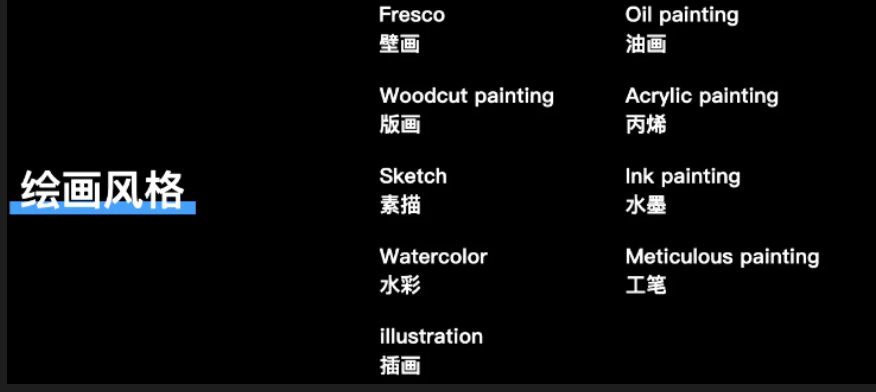 绘画风格
Fresco
壁画
Oil painting
油画
Woodcut painting
版画
Acrylic painting
丙烯
Sketch
素描
Ink painting
水墨
Watercolor
水彩
Meticulous painting
工笔
illustration
插画